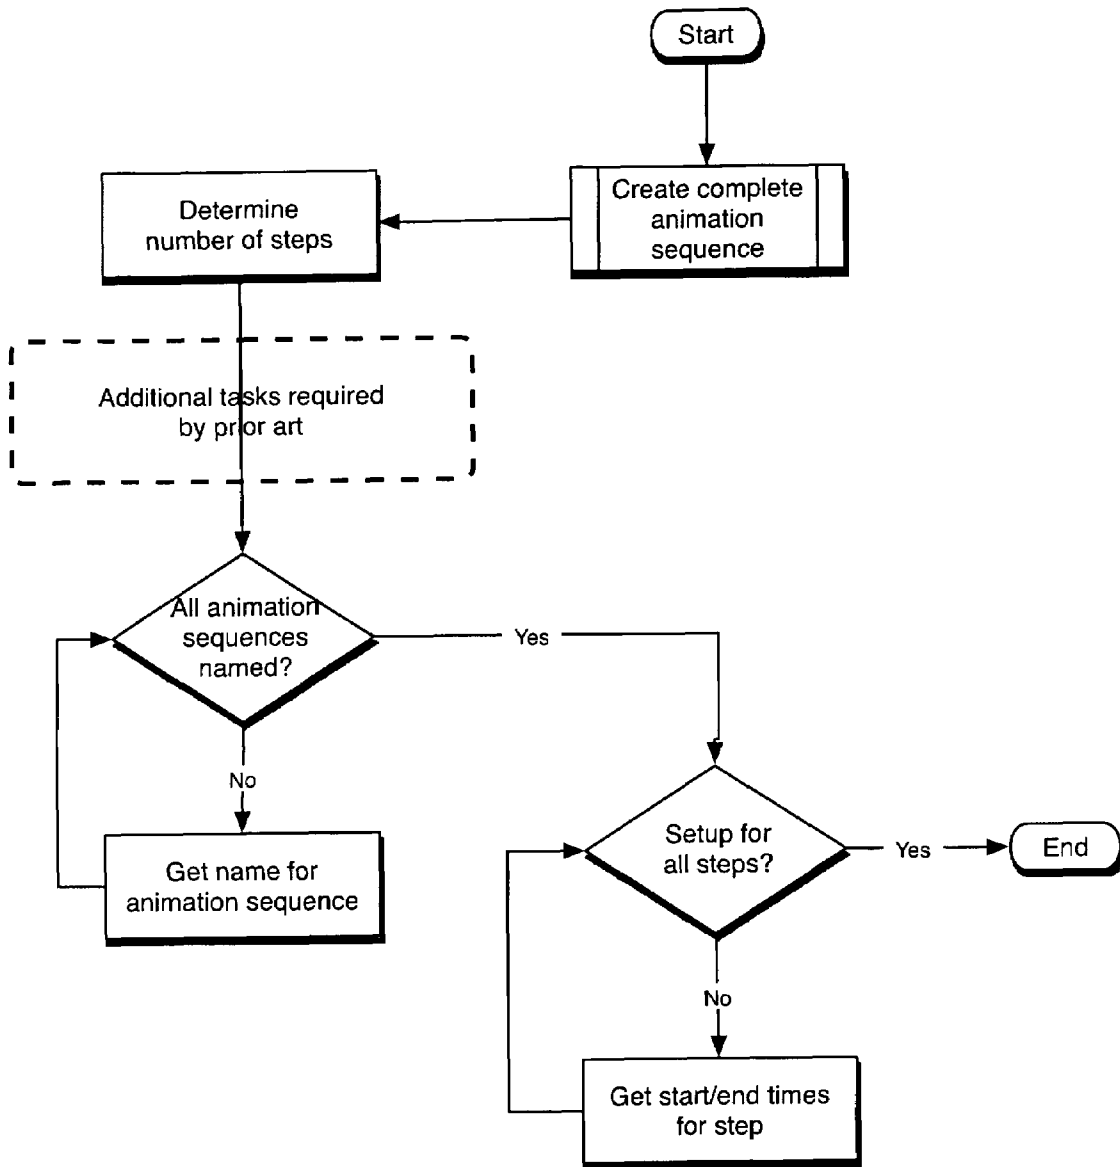 Start
Create complete
animation
sequence
Determine
number of steps
Additional tasks required
by prior art
All animation
sequences
named?
Yes
No
Get name for
animation sequence
Setup for
all steps?
Yes
End
No
Get start/end times
for step